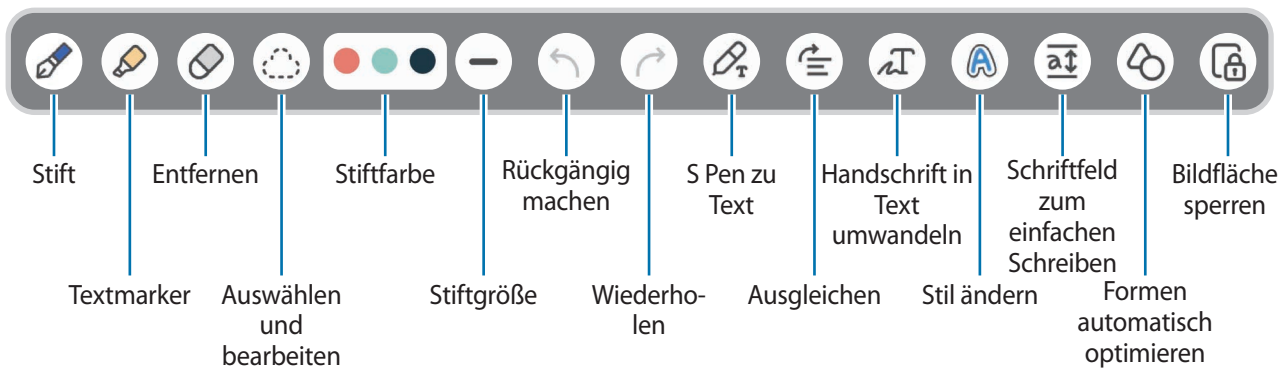 Stift
Entfernen
Stiftfarbe
Rückgängig
machen
S Pen zu
Text
Handschrift in
Text
umwandeln
Schriftfeld
zum
einfachen
Schreiben
Bildfläche
sperren
Textmarker
Auswählen
und
bearbeiten
Stiftgröße
Wiederho-
len
Ausgleichen
Stil ändern
Formen
automatisch
optimieren